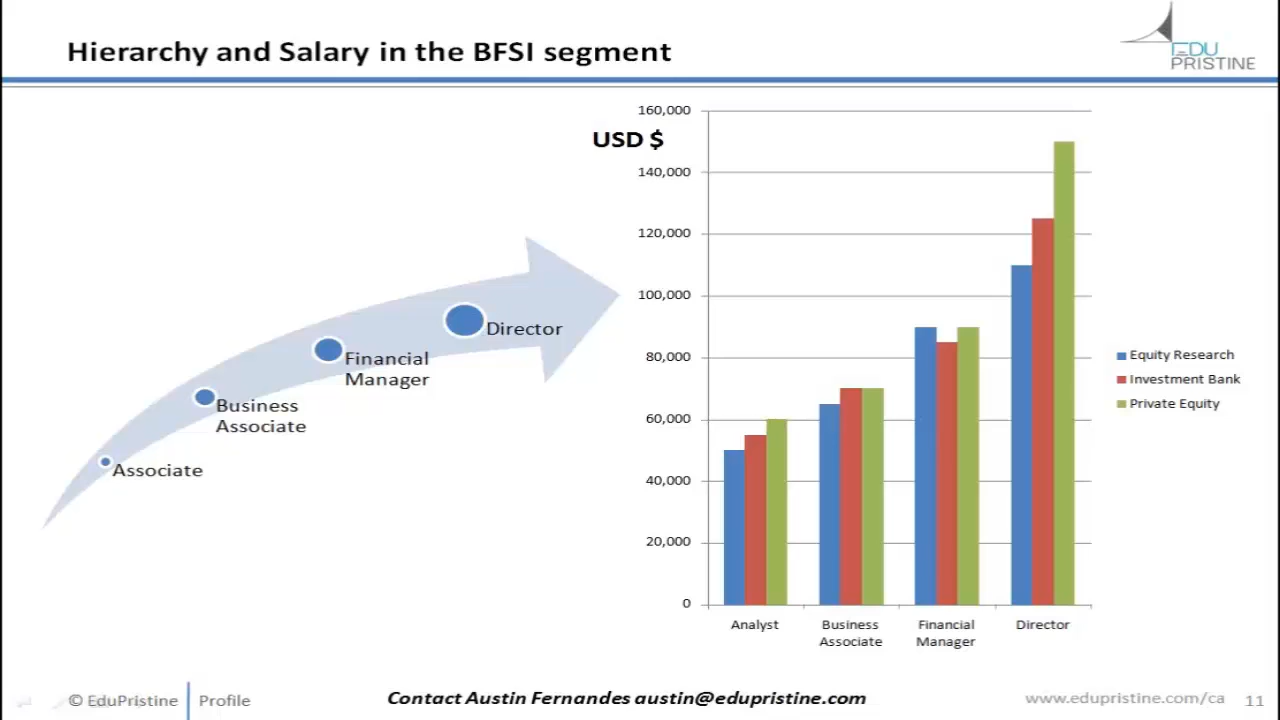 Hierarchy and Salary in the BFSI segment
EDU
PRISTINE
USD $
160,000
140,000
120,000
100,000
80,000
60,000
40,000
20,000
0
Director
Financial
Manager
Business
Associate
Associate
Equity Research
Investment Bank
Private Equity
Analyst
Business
Associate
Financial
Manager
Director
© EduPristine
Profile
Contact Austin Fernandes austin@edupristine.com
www.edupristine.com/ca
11